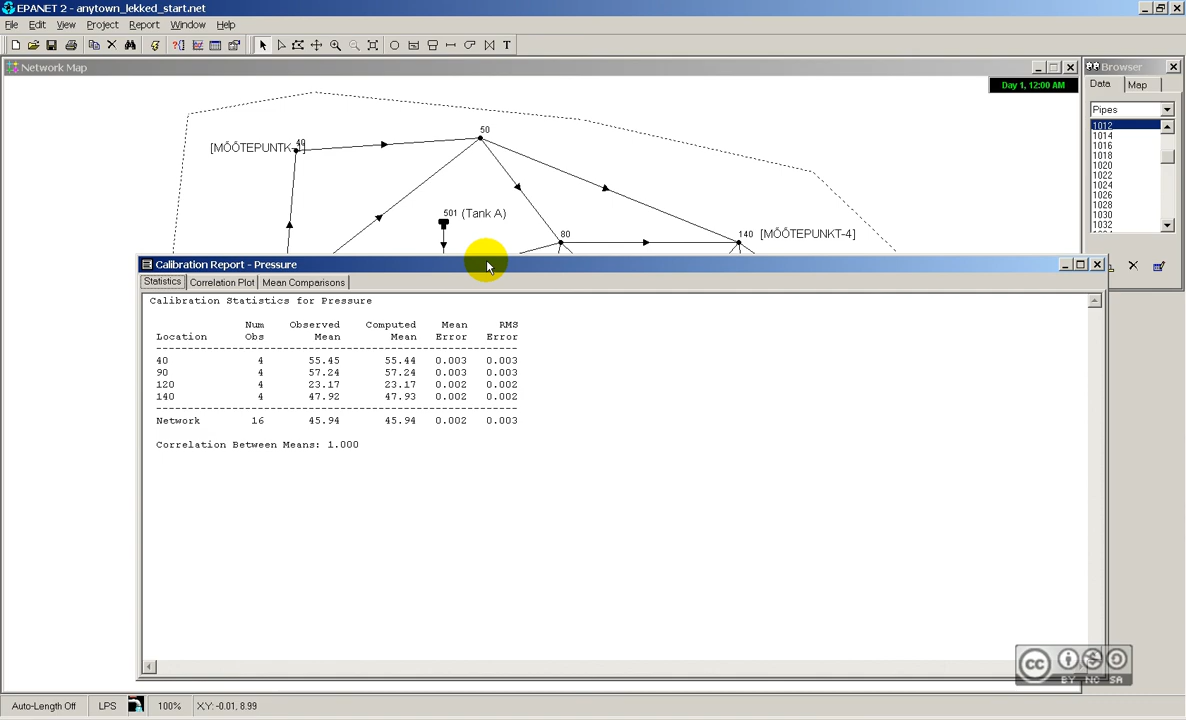 EPANET 2 - anytown_lekked_start.net
File Edit View Project Report Window Help
Network Map
Day 1, 12:00 AM
Browser
Data Map
Pipes
1012
1014
1016
1018
1020
1022
1024
1026
1028
1030
1032
50
40
[MÕÕTEPUNTK-1]
501 (Tank A)
80
140 [MÕÕTEPUNKT-4]
Calibration Report - Pressure
Statistics Correlation Plot Mean Comparisons
Calibration Statistics for Pressure
Num Observed Computed Mean RMS
Location Obs Mean Mean Error Error
40 4 55.45 55.44 0.003 0.003
90 4 57.24 57.24 0.003 0.003
120 4 23.17 23.17 0.002 0.002
140 4 47.92 47.93 0.002 0.002
Network 16 45.94 45.94 0.002 0.003
Correlation Between Means: 1.000
cc
BY NC SA
Auto-Length Off LPS 100% X,Y: -0.01, 8.99